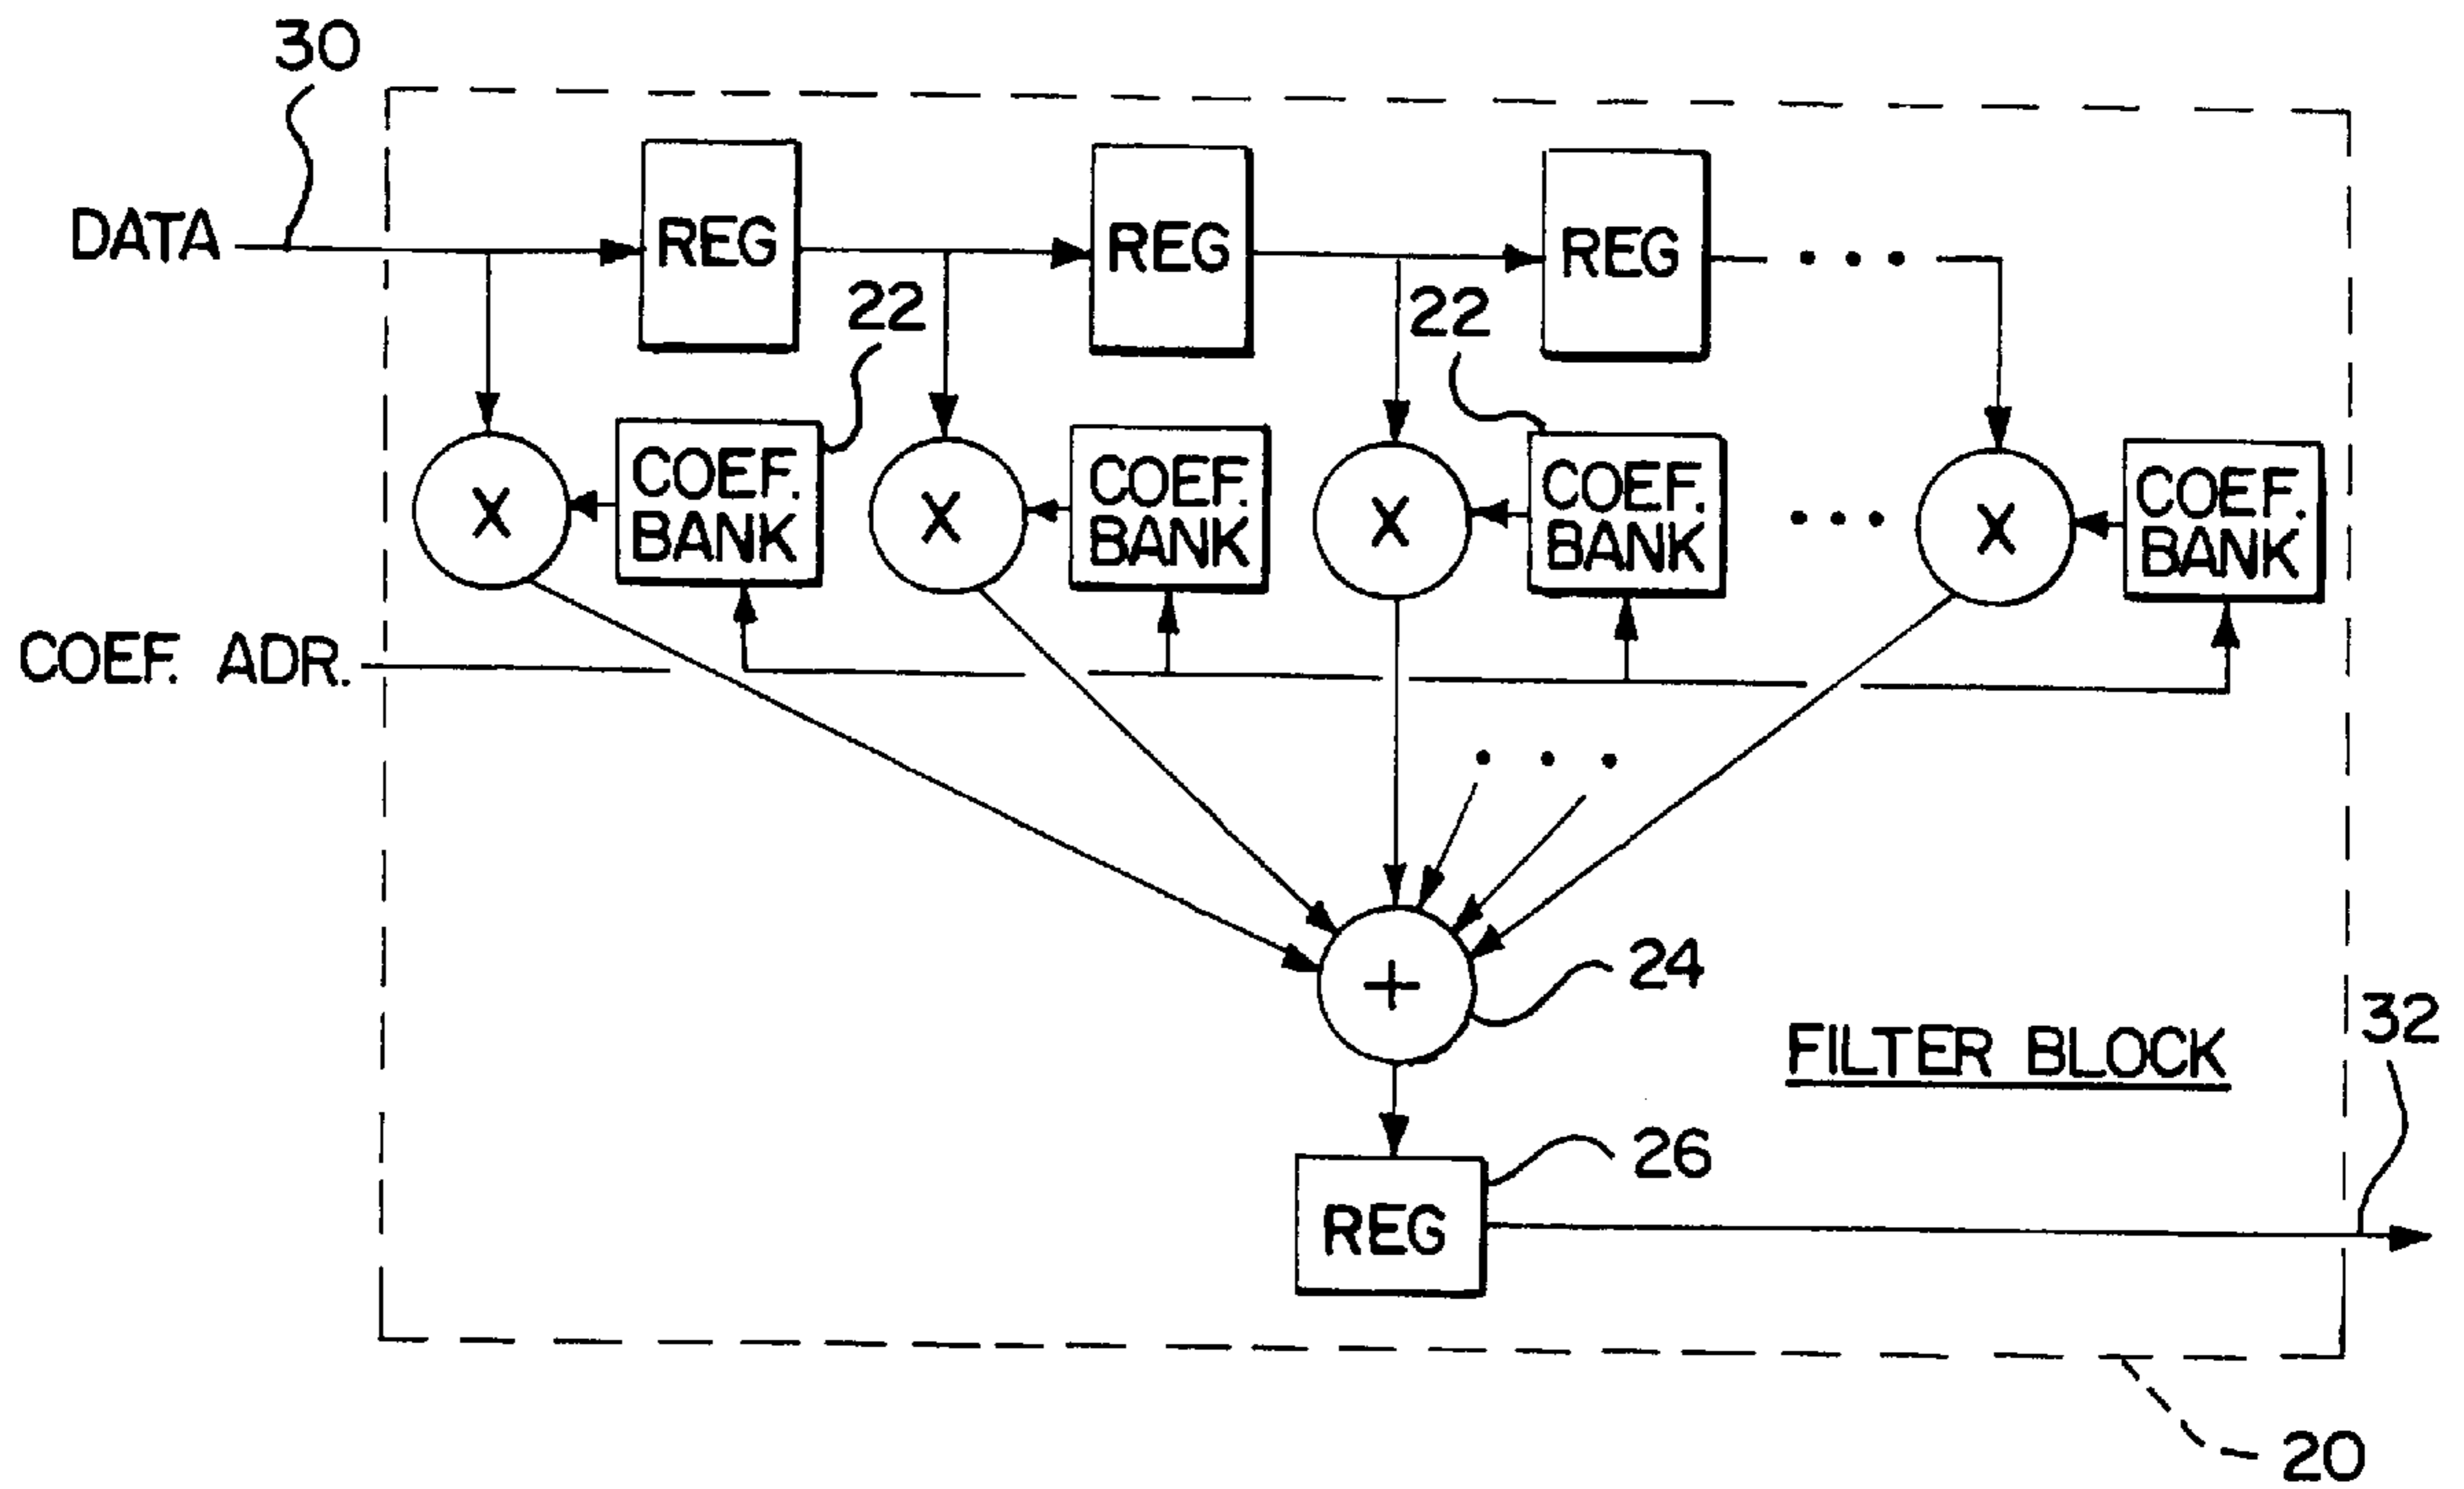 30
DATA
REG
REG
REG
22
22
X
COEF.
BANK
X
COEF.
BANK
X
COEF.
BANK
X
COEF.
BANK
COEF. ADR.
+
24
FILTER BLOCK
32
REG
26
20